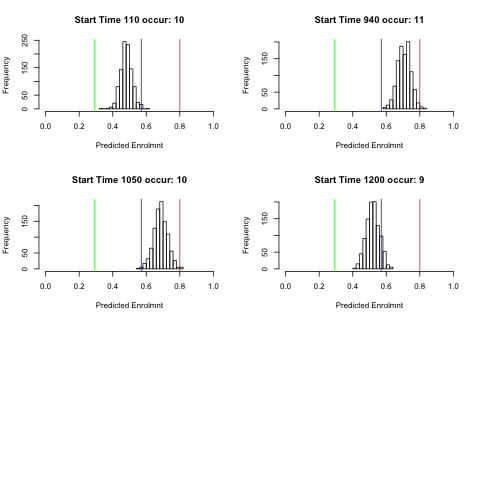 Start Time 110 occur: 10
Frequency
0 50 150 250
0.0 0.2 0.4 0.6 0.8 1.0
Predicted Enrolmnt
Start Time 940 occur: 11
Frequency
0 50 150
0.0 0.2 0.4 0.6 0.8 1.0
Predicted Enrolmnt
Start Time 1050 occur: 10
Frequency
0 50 150
0.0 0.2 0.4 0.6 0.8 1.0
Predicted Enrolmnt
Start Time 1200 occur: 9
Frequency
0 50 150
0.0 0.2 0.4 0.6 0.8 1.0
Predicted Enrolmnt